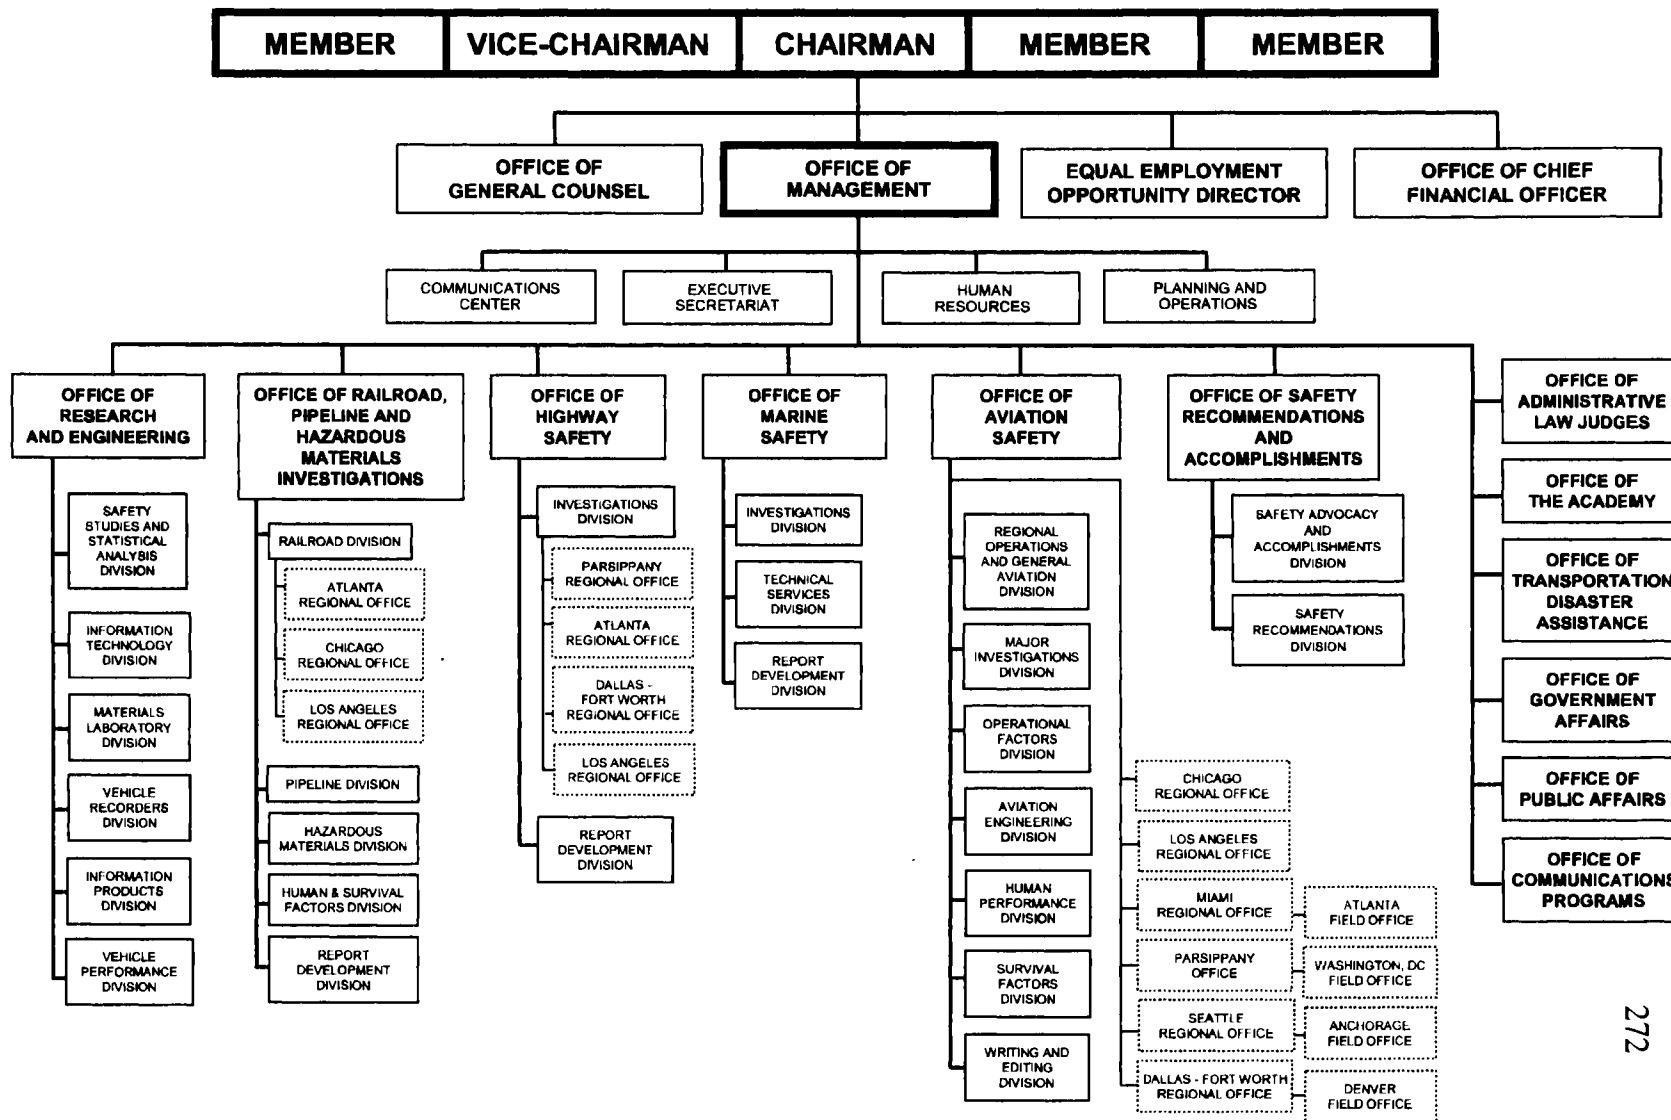 MEMBER
VICE-CHAIRMAN
CHAIRMAN
MEMBER
MEMBER
OFFICE OF
GENERAL COUNSEL
OFFICE OF
MANAGEMENT
EQUAL EMPLOYMENT
OPPORTUNITY DIRECTOR
OFFICE OF CHIEF
FINANCIAL OFFICER
COMMUNICATIONS
CENTER
EXECUTIVE
SECRETARIAT
HUMAN
RESOURCES
PLANNING AND
OPERATIONS
OFFICE OF
RESEARCH
AND ENGINEERING
SAFETY
STUDIES AND
STATISTICAL
ANALYSIS
DIVISION
INFORMATION
TECHNOLOGY
DIVISION
MATERIALS
LABORATORY
DIVISION
VEHICLE
RECORDERS
DIVISION
INFORMATION
PRODUCTS
DIVISION
VEHICLE
PERFORMANCE
DIVISION
OFFICE OF RAILROAD,
PIPELINE AND
HAZARDOUS
MATERIALS
INVESTIGATIONS
RAILROAD DIVISION
ATLANTA
REGIONAL OFFICE
CHICAGO
REGIONAL OFFICE
LOS ANGELES
REGIONAL OFFICE
PIPELINE DIVISION
HAZARDOUS
MATERIALS DIVISION
HUMAN & SURVIVAL
FACTORS DIVISION
REPORT
DEVELOPMENT
DIVISION
OFFICE OF
HIGHWAY
SAFETY
INVESTIGATIONS
DIVISION
PARSIPPANY
REGIONAL OFFICE
ATLANTA
REGIONAL OFFICE
DALLAS -
FORT WORTH
REGIONAL OFFICE
LOS ANGELES
REGIONAL OFFICE
REPORT
DEVELOPMENT
DIVISION
OFFICE OF
MARINE
SAFETY
INVESTIGATIONS
DIVISION
TECHNICAL
SERVICES
DIVISION
REPORT
DEVELOPMENT
DIVISION
OFFICE OF
AVIATION
SAFETY
REGIONAL
OPERATIONS
AND GENERAL
AVIATION
DIVISION
MAJOR
INVESTIGATIONS
DIVISION
OPERATIONAL
FACTORS
DIVISION
AVIATION
ENGINEERING
DIVISION
HUMAN
PERFORMANCE
DIVISION
SURVIVAL
FACTORS
DIVISION
WRITING AND
EDITING
DIVISION
CHICAGO
REGIONAL OFFICE
LOS ANGELES
REGIONAL OFFICE
MIAMI
REGIONAL OFFICE
ATLANTA
FIELD OFFICE
PARSIPPANY
OFFICE
WASHINGTON, DC
FIELD OFFICE
SEATTLE
REGIONAL OFFICE
ANCHORAGE
FIELD OFFICE
DALLAS - FORT WORTH
REGIONAL OFFICE
DENVER
FIELD OFFICE
OFFICE OF SAFETY
RECOMMENDATIONS
AND
ACCOMPLISHMENTS
SAFETY ADVOCACY
AND
ACCOMPLISHMENTS
DIVISION
SAFETY
RECOMMENDATIONS
DIVISION
OFFICE OF
ADMINISTRATIVE
LAW JUDGES
OFFICE OF
THE ACADEMY
OFFICE OF
TRANSPORTATION
DISASTER
ASSISTANCE
OFFICE OF
GOVERNMENT
AFFAIRS
OFFICE OF
PUBLIC AFFAIRS
OFFICE OF
COMMUNICATIONS
PROGRAMS
272